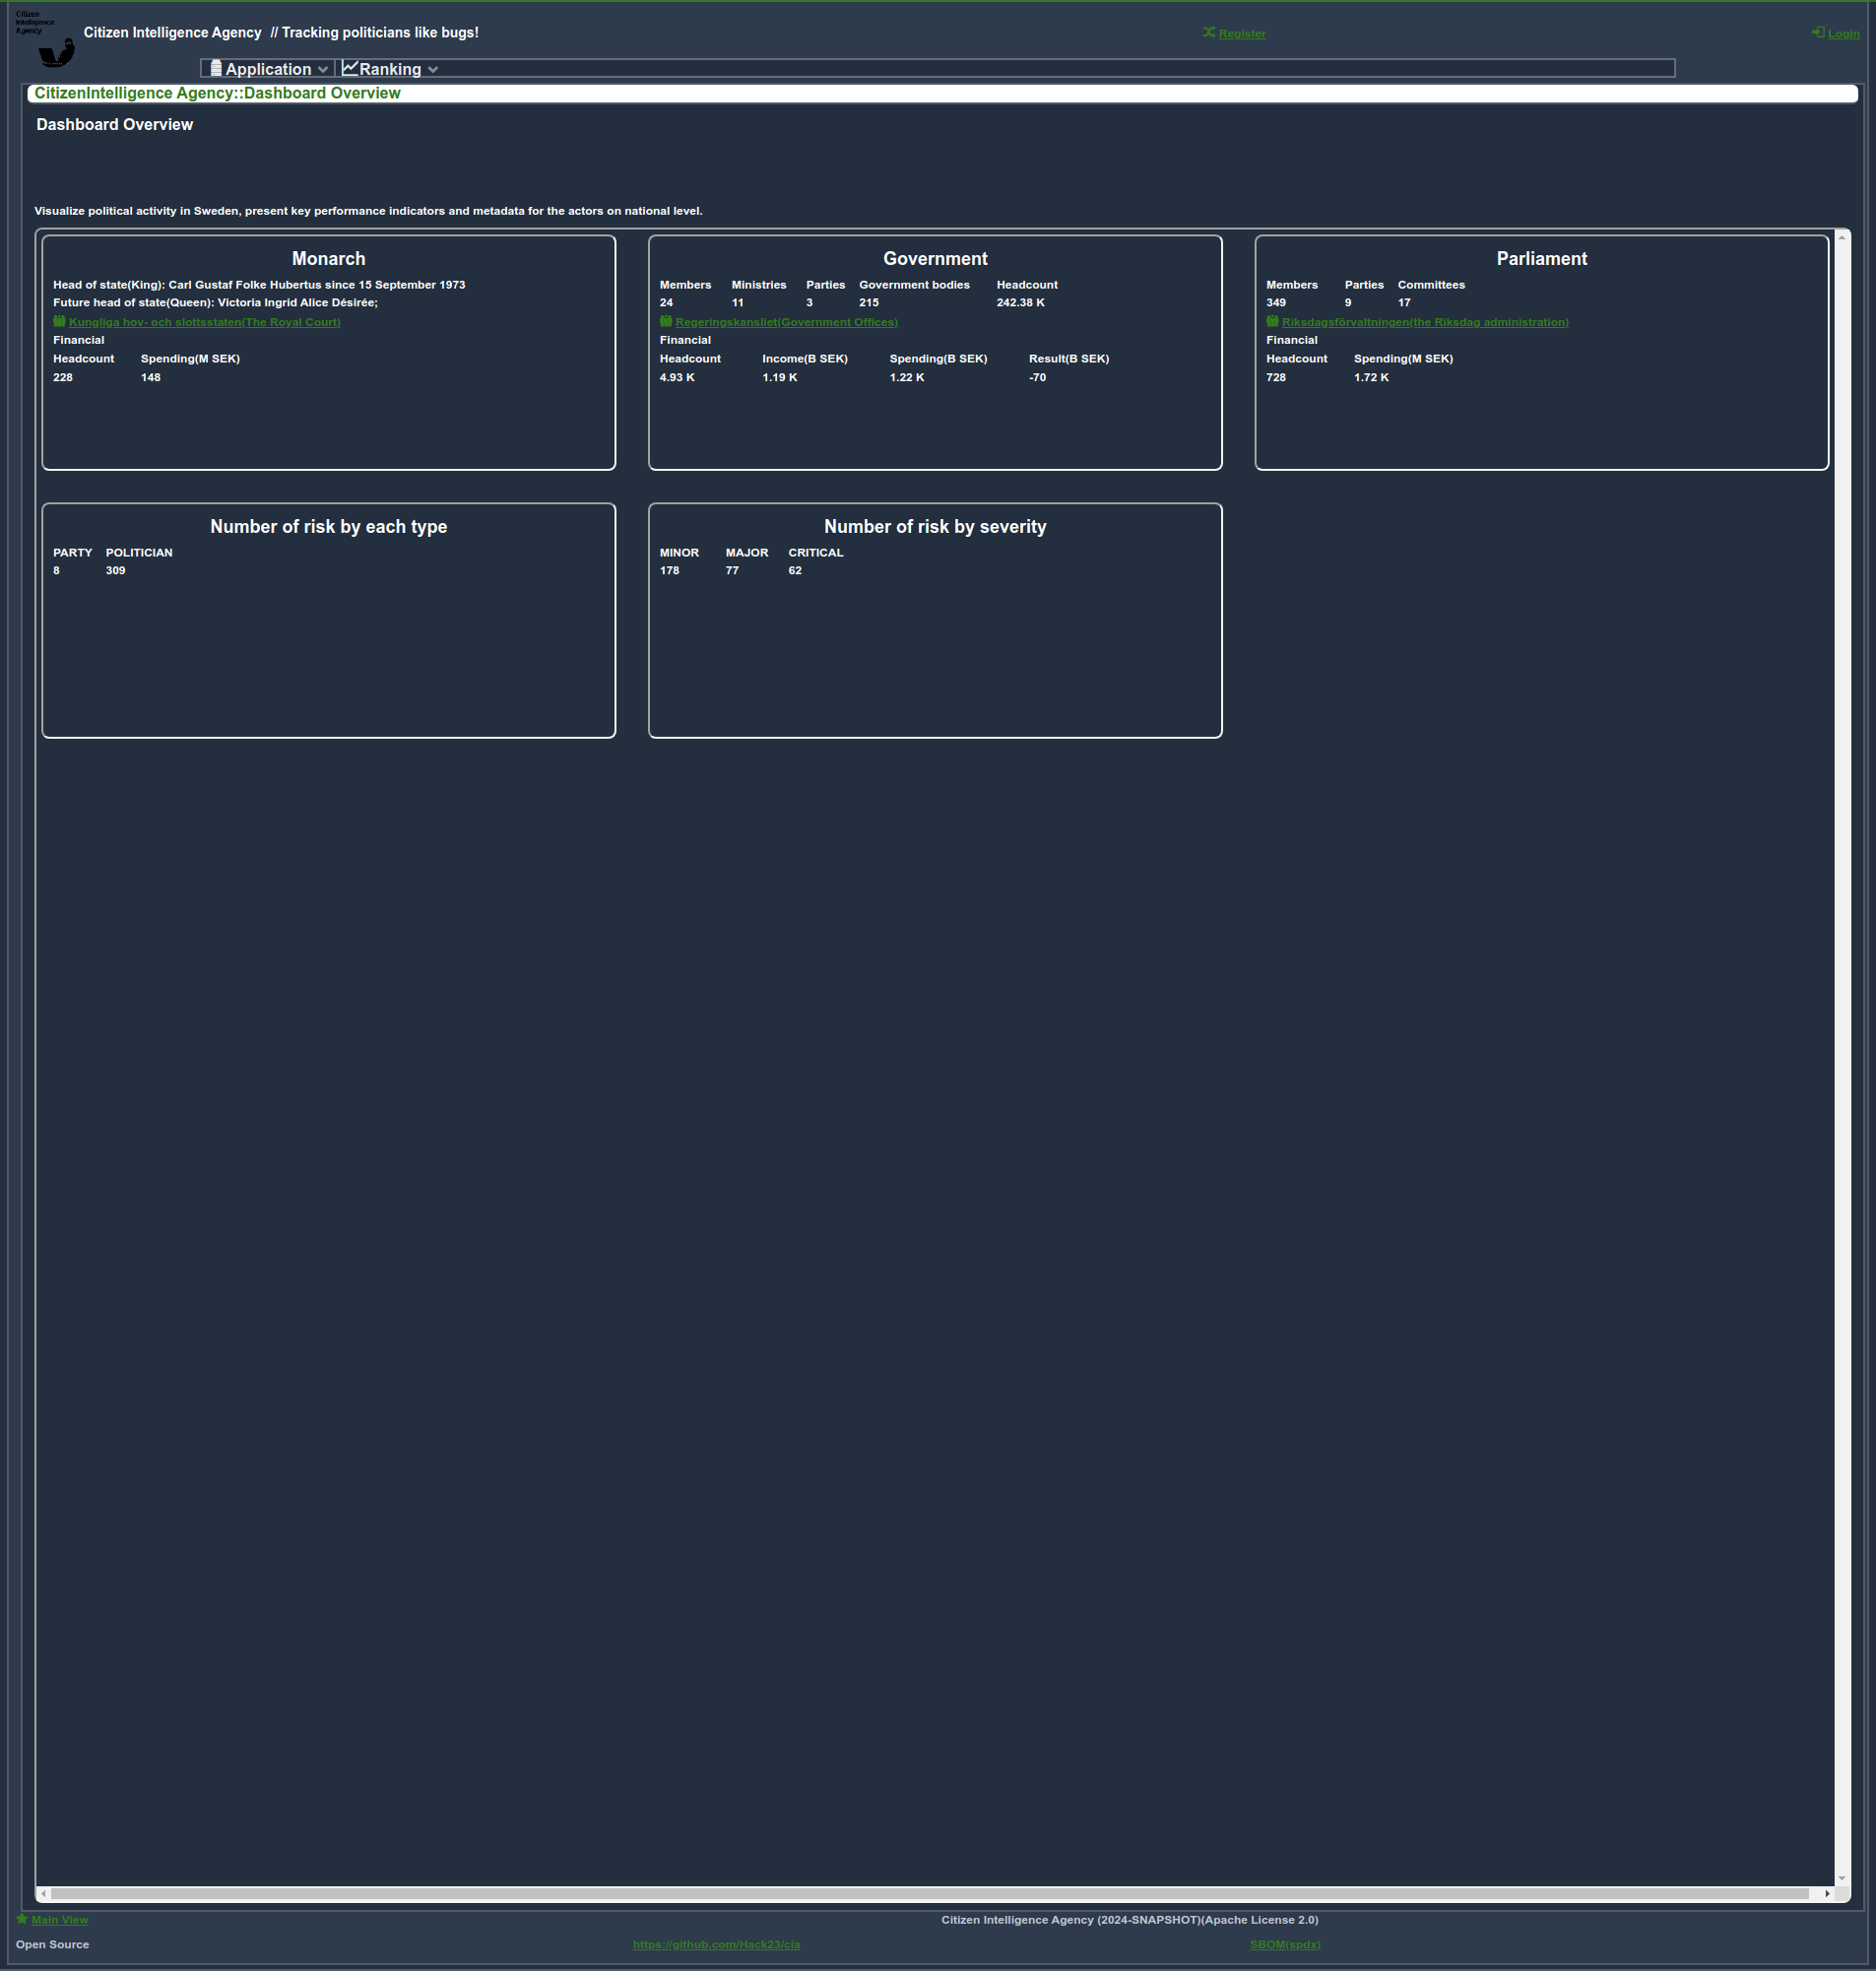 Citizen
Intelligence
Agency
Citizen Intelligence Agency // Tracking politicians like bugs!
Register
Login
Application
Ranking
CitizenIntelligence Agency::Dashboard Overview
Dashboard Overview
Visualize political activity in Sweden, present key performance indicators and metadata for the actors on national level.
Monarch
Head of state(King): Carl Gustaf Folke Hubertus since 15 September 1973
Future head of state(Queen): Victoria Ingrid Alice Désirée;
Kungliga hov- och slottsstaten(The Royal Court)
Financial
Headcount Spending(M SEK)
228 148
Government
Members Ministries Parties Government bodies Headcount
24 11 3 215 242.38 K
Regeringskansliet(Government Offices)
Financial
Headcount Income(B SEK) Spending(B SEK) Result(B SEK)
4.93 K 1.19 K 1.22 K -70
Parliament
Members Parties Committees
349 9 17
Riksdagsförvaltningen(the Riksdag administration)
Financial
Headcount Spending(M SEK)
728 1.72 K
Number of risk by each type
PARTY POLITICIAN
8 309
Number of risk by severity
MINOR MAJOR CRITICAL
178 77 62
Main View
Citizen Intelligence Agency (2024-SNAPSHOT)(Apache License 2.0)
Open Source
https://github.com/Hack23/cia
SBOM(spdx)